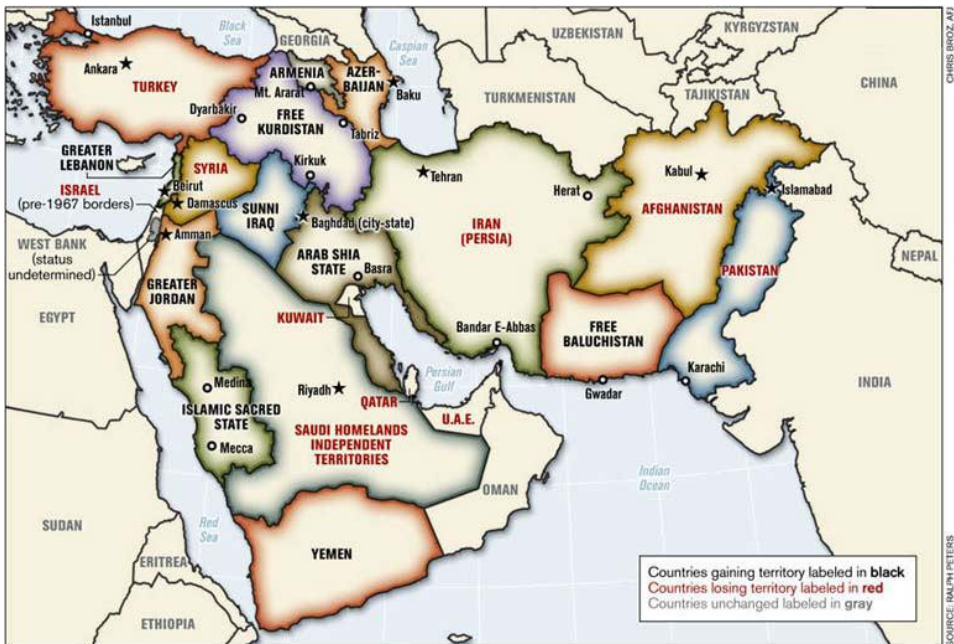 Istanbul
Black
Sea
GEORGIA
Caspian
Sea
UZBEKISTAN
KYRGYZSTAN
CHRIS BROZ, AFJ
Ankara
TURKEY
ARMENIA
Mt. Ararat
AZER-
BAIJAN
Baku
TURKMENISTAN
TAJIKISTAN
CHINA
Dyarbakir
FREE
KURDISTAN
Tabriz
GREATER
LEBANON
SYRIA
Kirkuk
Tehran
Herat
Kabul
Islamabad
ISRAEL
(pre-1967 borders)
Beirut
Damascus
SUNNI
IRAQ
Baghdad (city-state)
IRAN
(PERSIA)
AFGHANISTAN
WEST BANK
(status
undetermined)
Amman
ARAB SHIA
STATE
Basra
PAKISTAN
NEPAL
GREATER
JORDAN
EGYPT
KUWAIT
Bandar E-Abbas
FREE
BALUCHISTAN
Karachi
INDIA
Medina
Riyadh
Persian
Gulf
Gwadar
ISLAMIC SACRED
STATE
QATAR
U.A.E.
Mecca
SAUDI HOMELANDS
INDEPENDENT
TERRITORIES
OMAN
Indian
Ocean
SUDAN
Red
Sea
YEMEN
ERITREA
ETHIOPIA
Countries gaining territory labeled in black
Countries losing territory labeled in red
Countries unchanged labeled in gray
SOURCE: RALPH PETERS